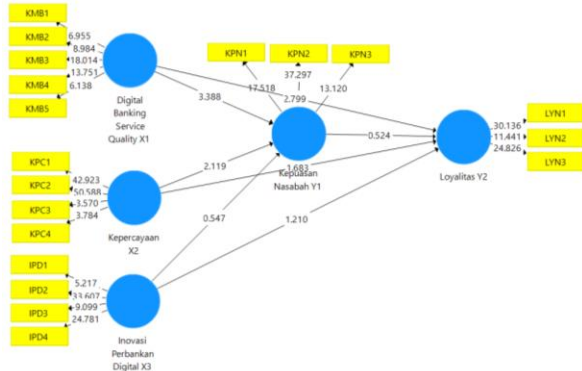 KMB1
KMB2
KMB3
KMB4
KMB5
6.955
8.984
18.014
13.751
6.138
Digital
Banking
Service
Quality X1
KPN1
KPN2
KPN3
17.518
37.297
13.120
3.388
2.799
Kepuasan
Nasabah Y1
0.524
LYN1
LYN2
LYN3
30.136
11.441
24.826
Loyalitas Y2
KPC1
KPC2
KPC3
KPC4
42.923
50.588
3.570
3.784
Kepercayaan
X2
2.119
1.683
IPD1
IPD2
IPD3
IPD4
5.217
33.607
9.099
24.781
Inovasi
Perbankan
Digital X3
0.547
1.210